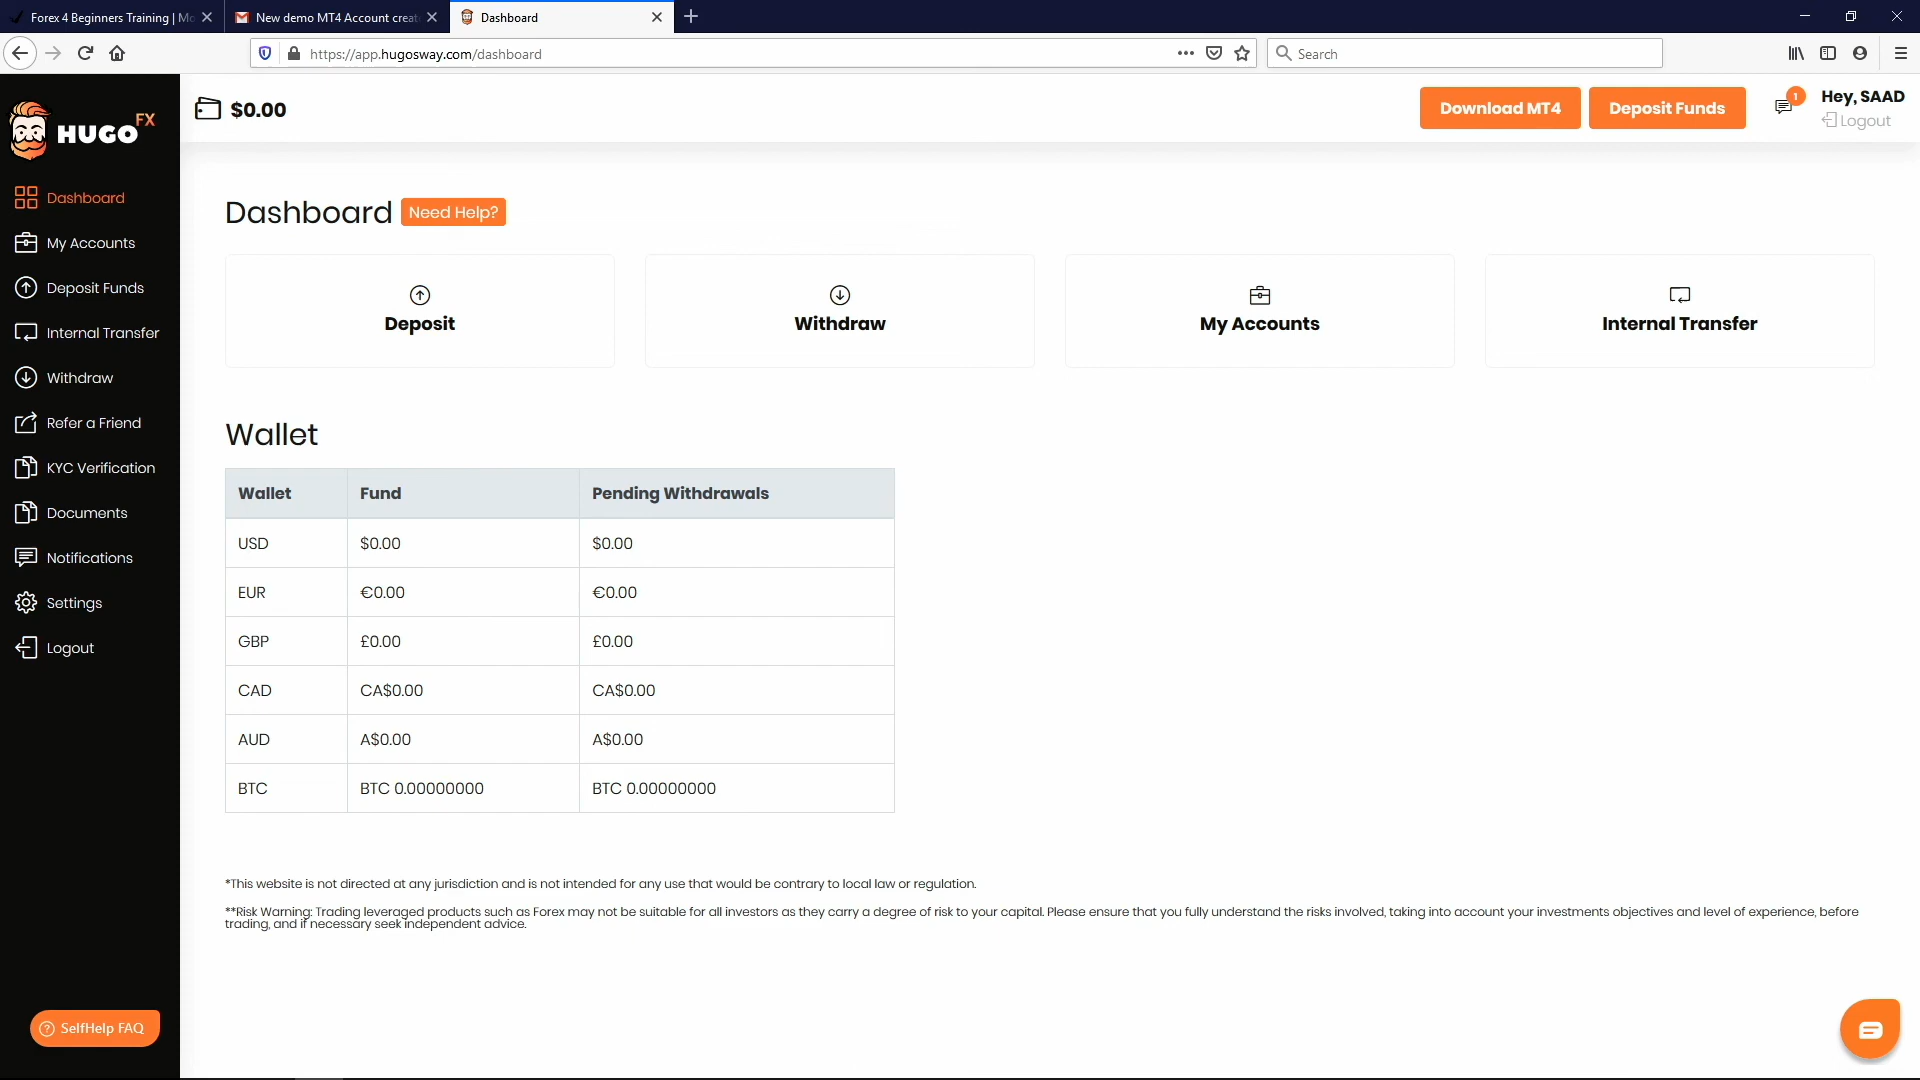 Forex 4 Beginners Training | Mo
New demo MT4 Account creat
Dashboard
https://app.hugosway.com/dashboard
Search
HUGO FX
$0.00
Download MT4
Deposit Funds
1
Hey, SAAD
Logout
Dashboard
My Accounts
Deposit Funds
Internal Transfer
Withdraw
Refer a Friend
KYC Verification
Documents
Notifications
Settings
Logout
SelfHelp FAQ
Dashboard Need Help?
Deposit
Withdraw
My Accounts
Internal Transfer
Wallet
Wallet Fund Pending Withdrawals
USD $0.00 $0.00
EUR €0.00 €0.00
GBP £0.00 £0.00
CAD CA$0.00 CA$0.00
AUD A$0.00 A$0.00
BTC BTC 0.00000000 BTC 0.00000000
*This website is not directed at any jurisdiction and is not intended for any use that would be contrary to local law or regulation.
**Risk Warning: Trading leveraged products such as Forex may not be suitable for all investors as they carry a degree of risk to your capital. Please ensure that you fully understand the risks involved, taking into account your investments objectives and level of experience, before
trading, and if necessary seek independent advice.